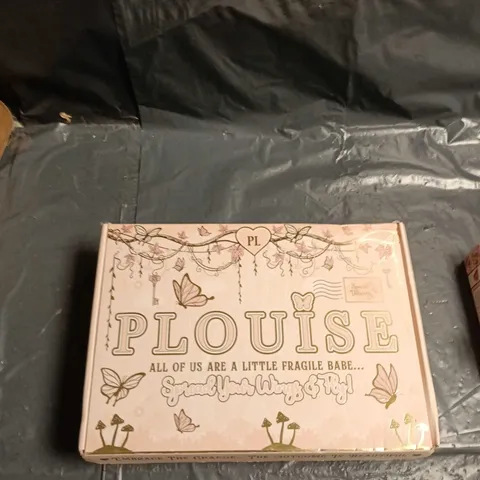 PL
PLOUISE
ALL OF US ARE A LITTLE FRAGILE BABE...
Spread Your Wings & Fly!